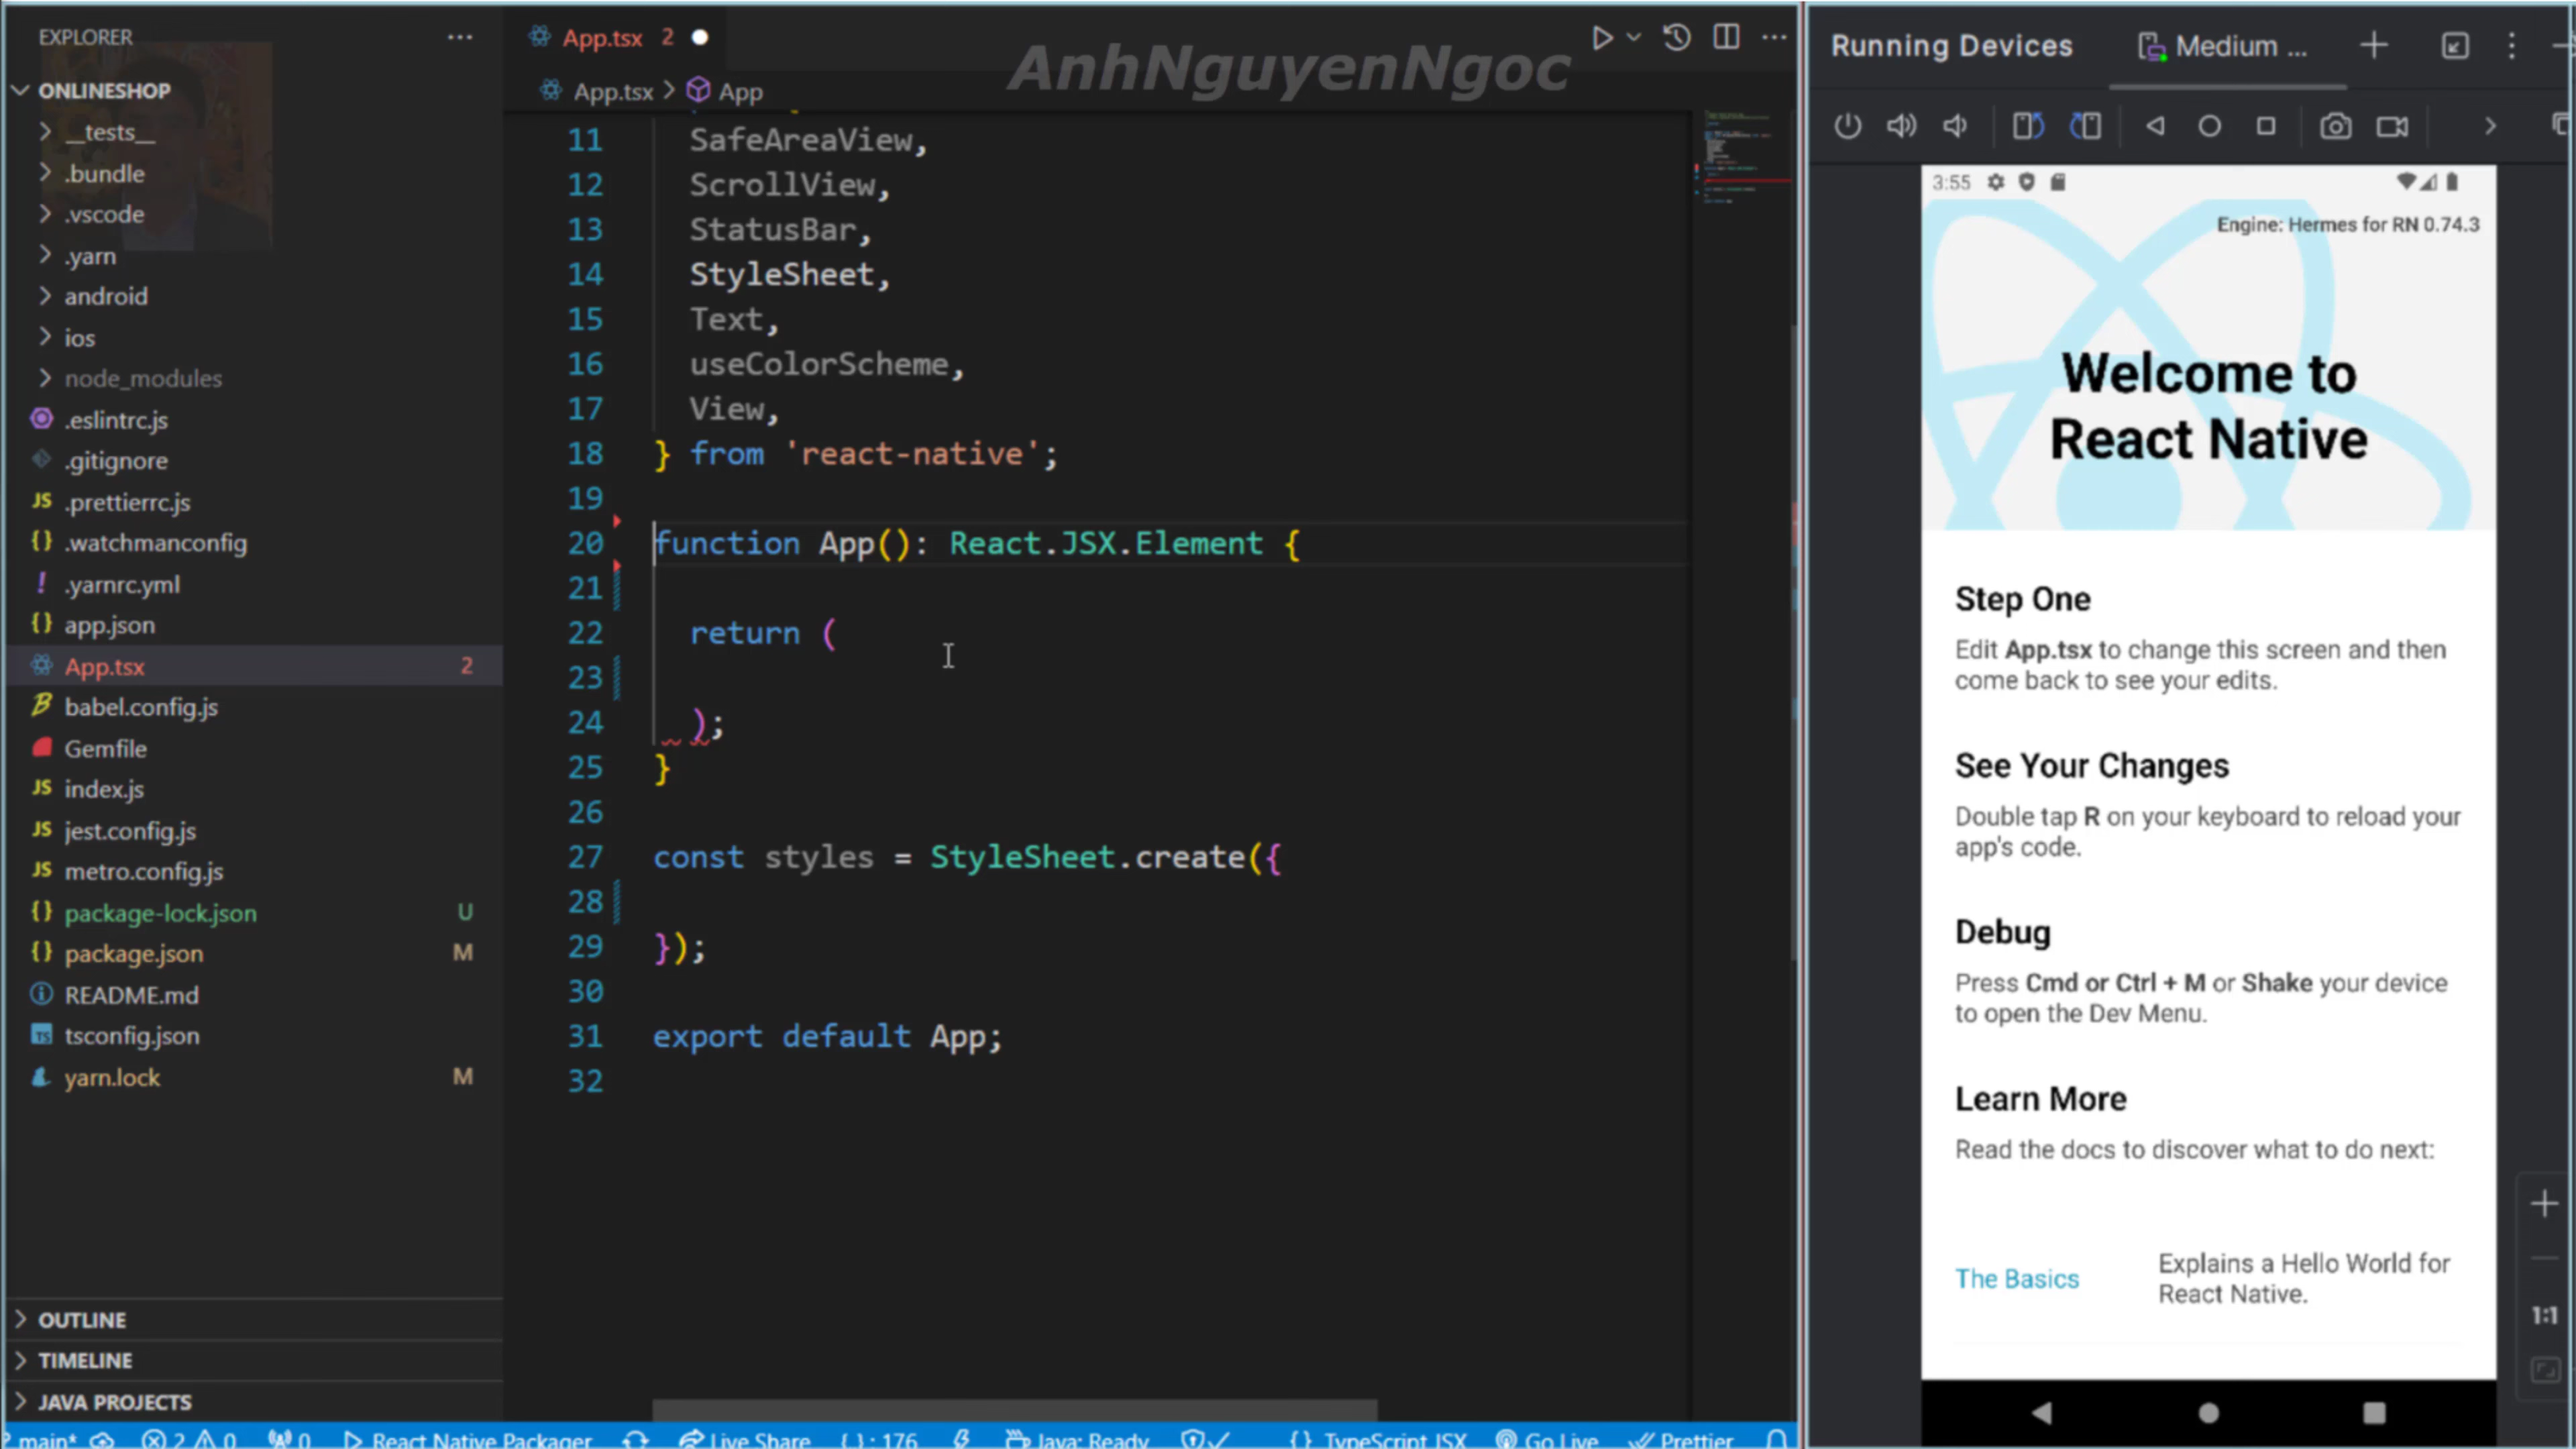 EXPLORER
ONLINESHOP
__tests__
.bundle
.vscode
.yarn
android
ios
node_modules
.eslintrc.js
.gitignore
JS .prettierrc.js
{} .watchmanconfig
! .yarnrc.yml
{} app.json
App.tsx 2
babel.config.js
Gemfile
JS index.js
JS jest.config.js
JS metro.config.js
{} package-lock.json U
{} package.json M
README.md
TS tsconfig.json
yarn.lock M
OUTLINE
TIMELINE
JAVA PROJECTS
App.tsx 2
AnhNguyenNgoc
App.tsx > App
11 SafeAreaView,
12 ScrollView,
13 StatusBar,
14 StyleSheet,
15 Text,
16 useColorScheme,
17 View,
18 } from 'react-native';
19
20 function App(): React.JSX.Element {
21
22 return (
23
24 );
25 }
26
27 const styles = StyleSheet.create({
28
29 });
30
31 export default App;
32
main* 2 0 0 React Native Packager Live Share {..}: 176 Java: Ready {} TypeScript JSX Go Live Prettier
Running Devices Medium ...
3:55
Engine: Hermes for RN 0.74.3
Welcome to
React Native
Step One
Edit App.tsx to change this screen and then
come back to see your edits.
See Your Changes
Double tap R on your keyboard to reload your
app's code.
Debug
Press Cmd or Ctrl + M or Shake your device
to open the Dev Menu.
Learn More
Read the docs to discover what to do next:
The Basics
Explains a Hello World for
React Native.
1:1